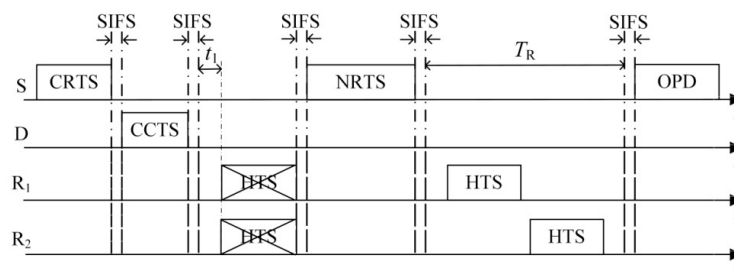 SIFS SIFS SIFS SIFS SIFS
t1 TR
S CRTS NRTS OPD
D CCTS
R1 HTS HTS
R2 HTS HTS